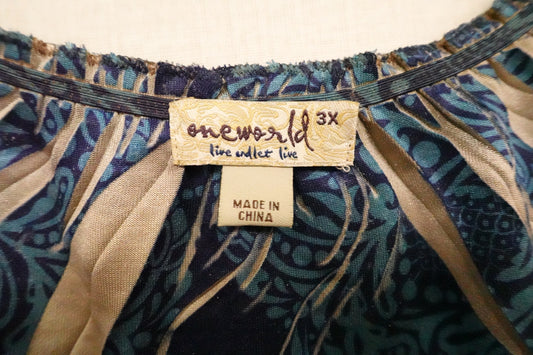 oneworld 3X
live and let live
MADE IN
CHINA